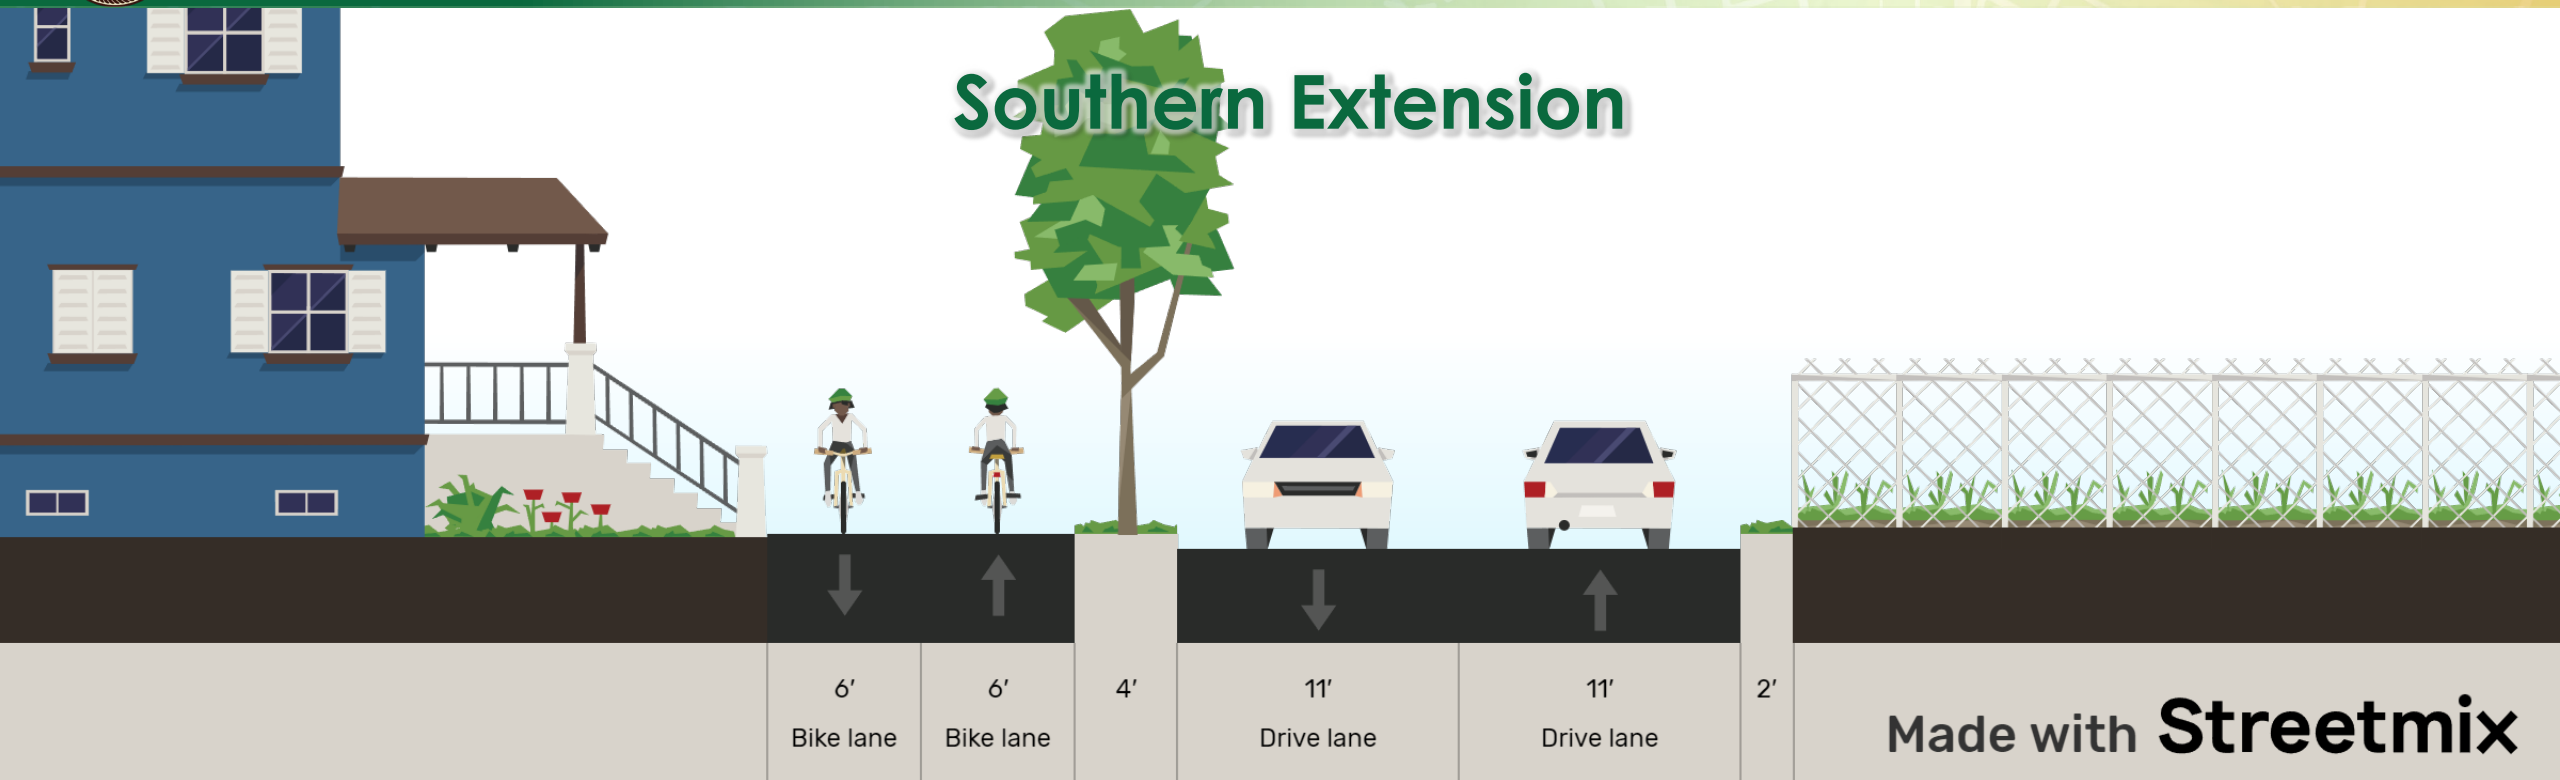 Southern Extension
6′ 6′ 4′ 11′ 11′ 2′
Bike lane Bike lane Drive lane Drive lane
Made with Streetmix